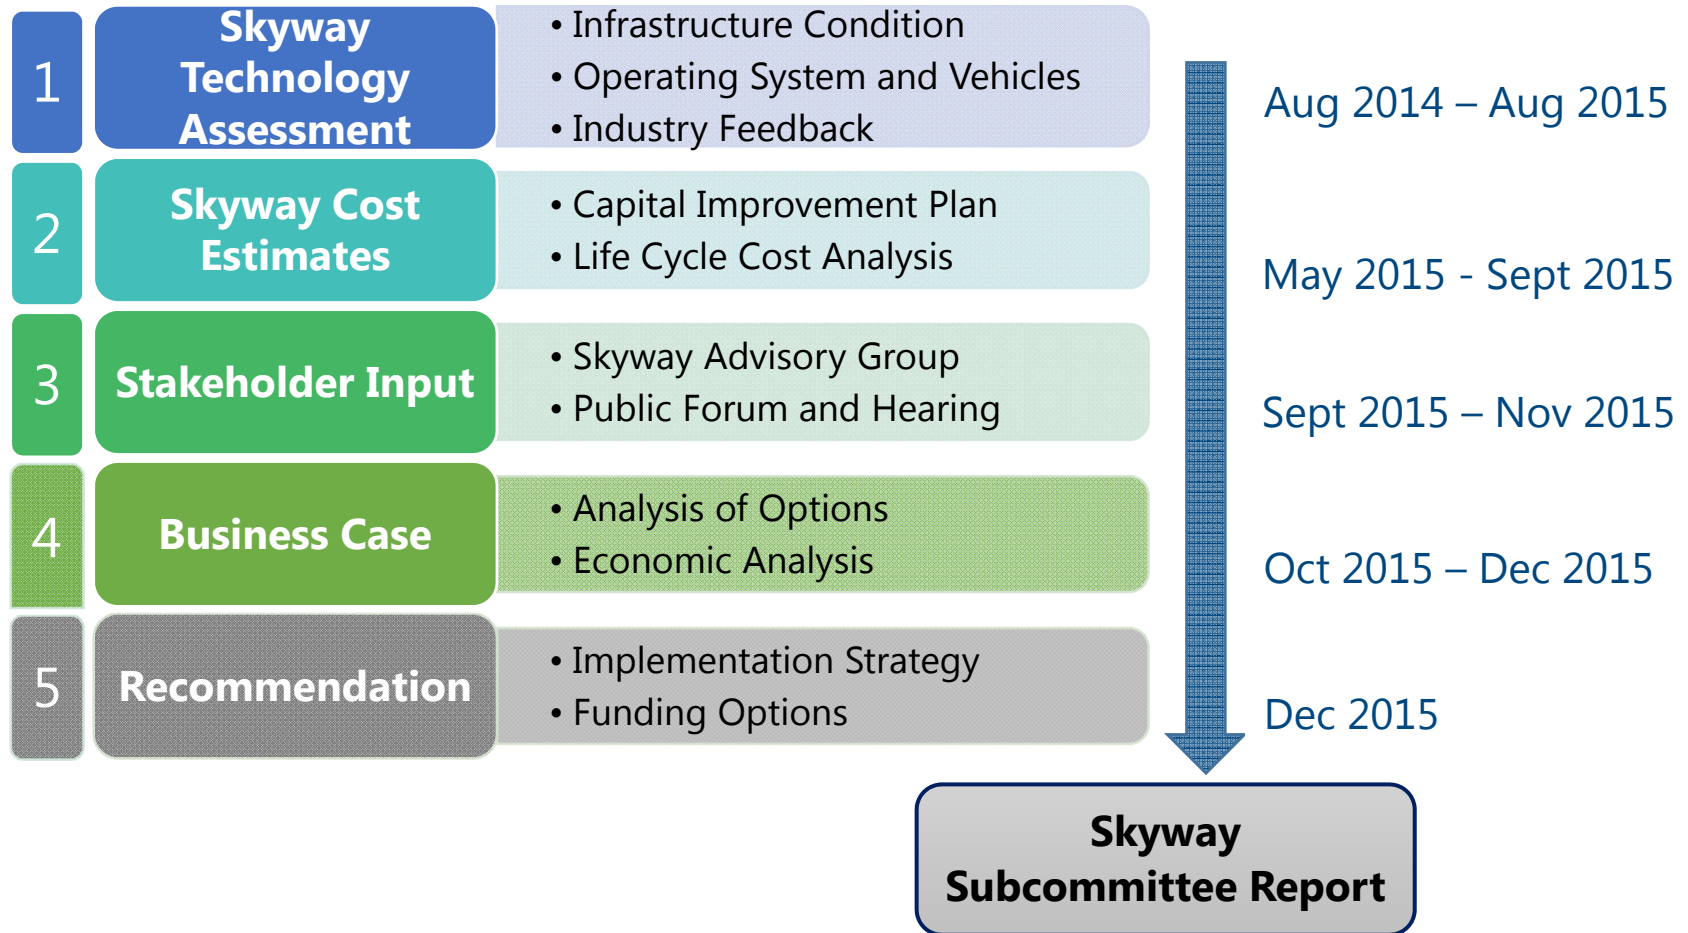 1
Skyway
Technology
Assessment
• Infrastructure Condition
• Operating System and Vehicles
• Industry Feedback
Aug 2014 – Aug 2015
2
Skyway Cost
Estimates
• Capital Improvement Plan
• Life Cycle Cost Analysis
May 2015 - Sept 2015
3
Stakeholder Input
• Skyway Advisory Group
• Public Forum and Hearing
Sept 2015 – Nov 2015
4
Business Case
• Analysis of Options
• Economic Analysis
Oct 2015 – Dec 2015
5
Recommendation
• Implementation Strategy
• Funding Options
Dec 2015
Skyway
Subcommittee Report